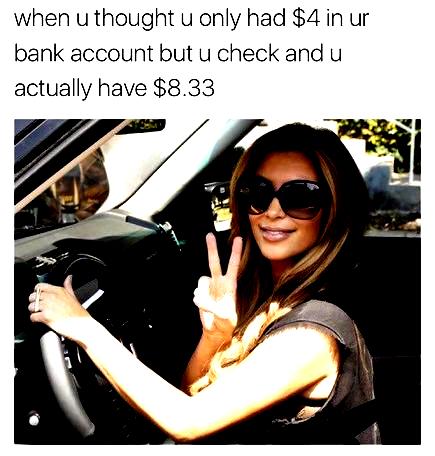 when u thought u only had $4 in ur
bank account but u check and u
actually have $8.33